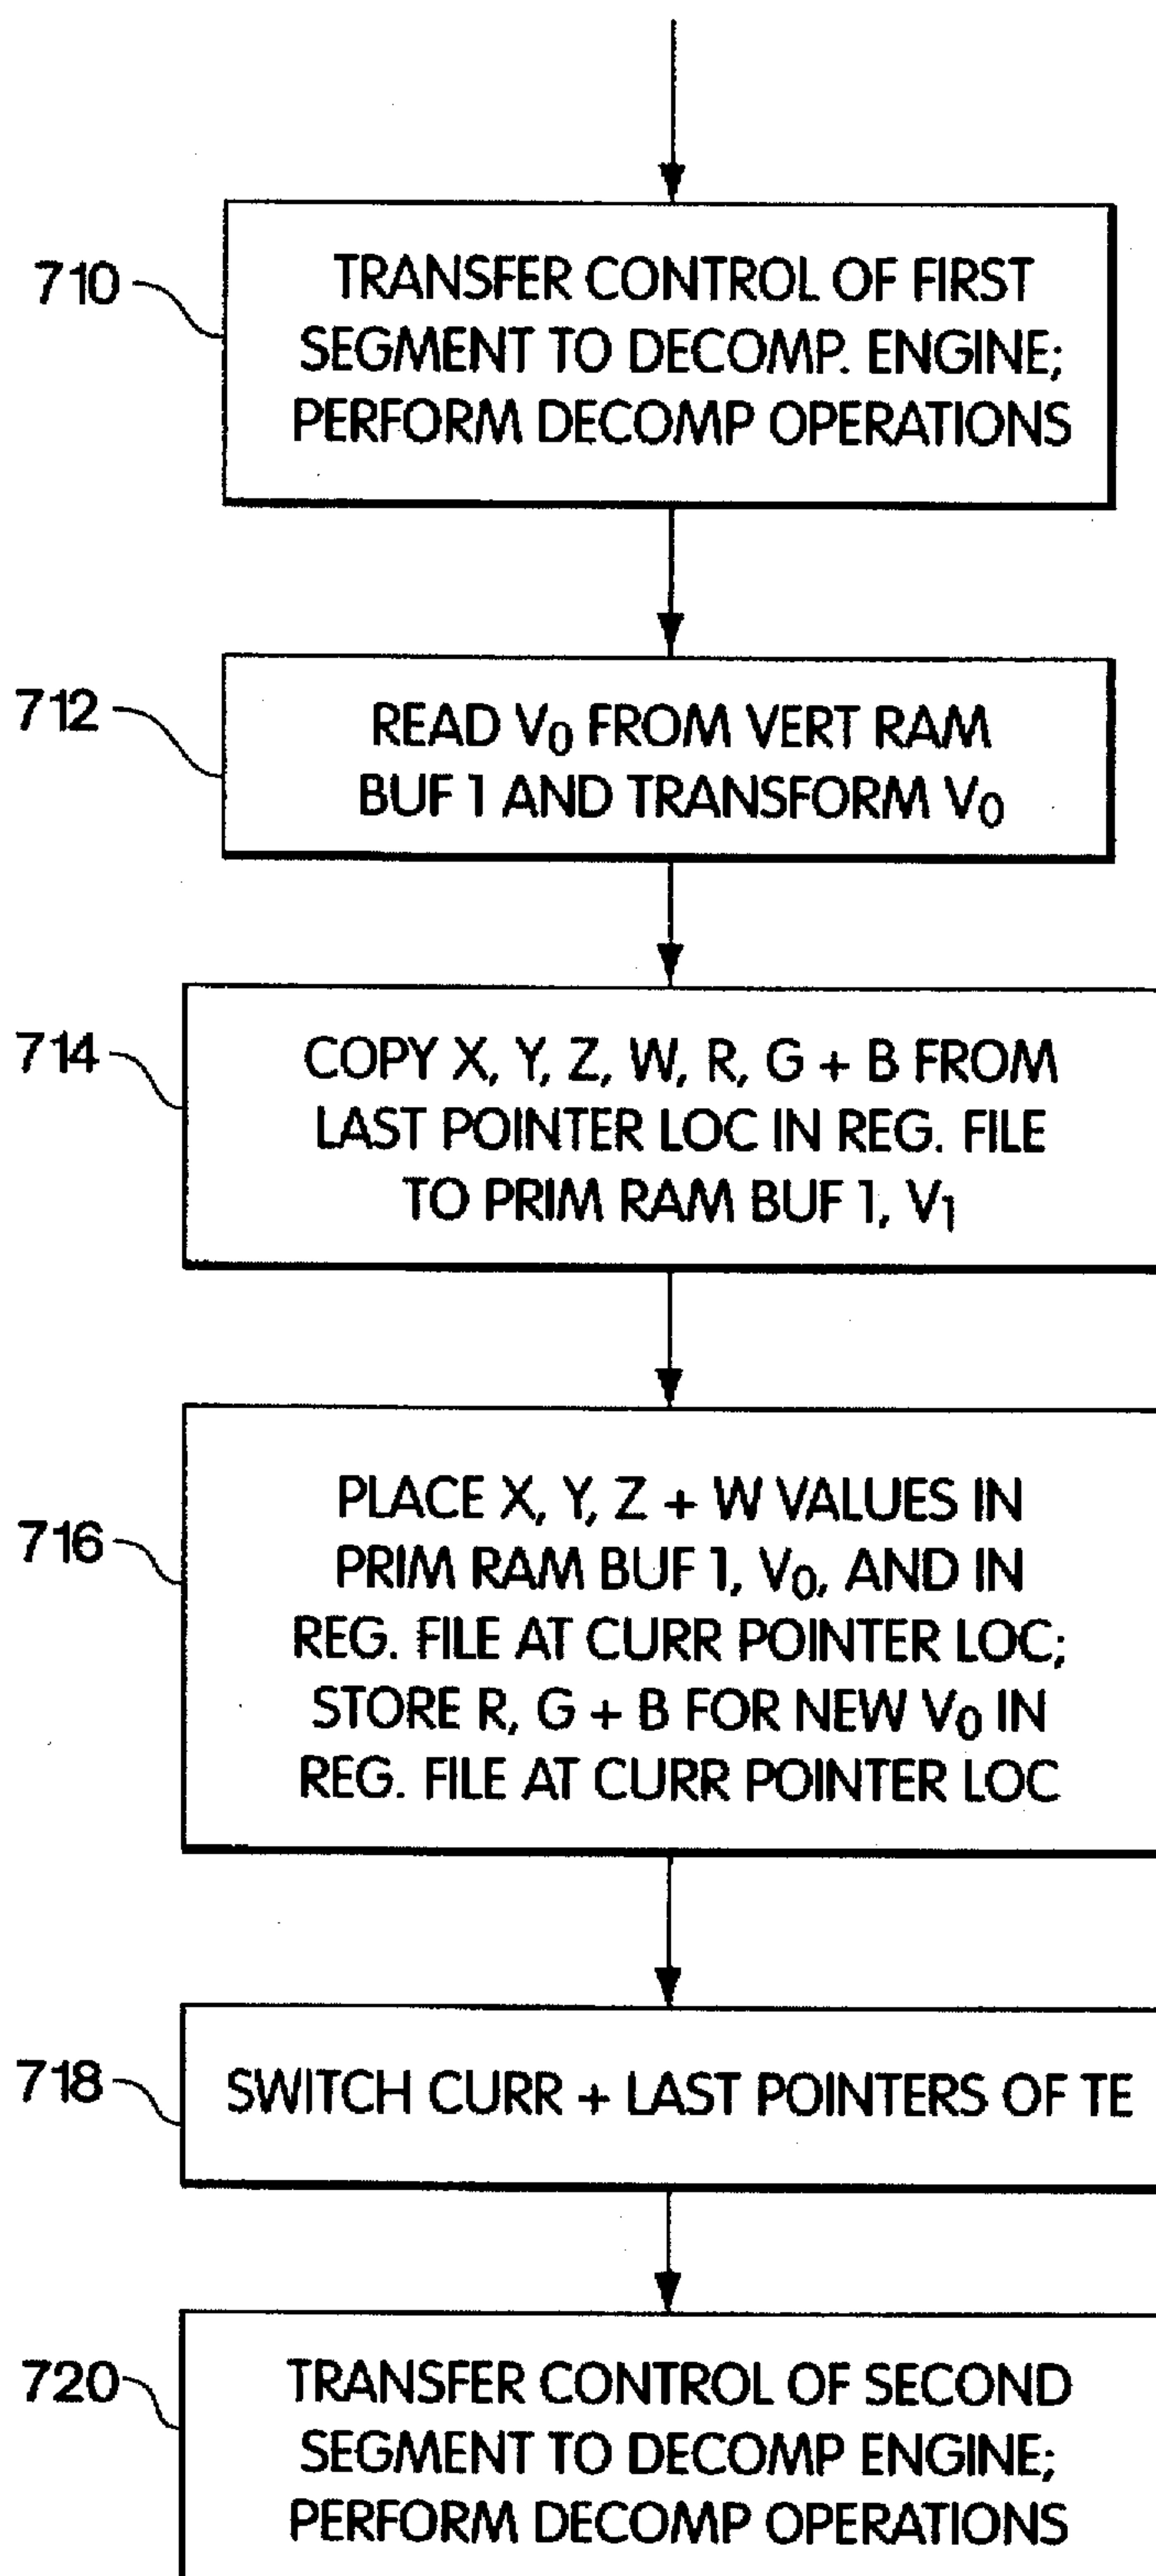 710
TRANSFER CONTROL OF FIRST
SEGMENT TO DECOMP. ENGINE;
PERFORM DECOMP OPERATIONS
712
READ V0 FROM VERT RAM
BUF 1 AND TRANSFORM V0
714
COPY X, Y, Z, W, R, G + B FROM
LAST POINTER LOC IN REG. FILE
TO PRIM RAM BUF 1, V1
716
PLACE X, Y, Z + W VALUES IN
PRIM RAM BUF 1, V0, AND IN
REG. FILE AT CURR POINTER LOC;
STORE R, G + B FOR NEW V0 IN
REG. FILE AT CURR POINTER LOC
718
SWITCH CURR + LAST POINTERS OF TE
720
TRANSFER CONTROL OF SECOND
SEGMENT TO DECOMP ENGINE;
PERFORM DECOMP OPERATIONS